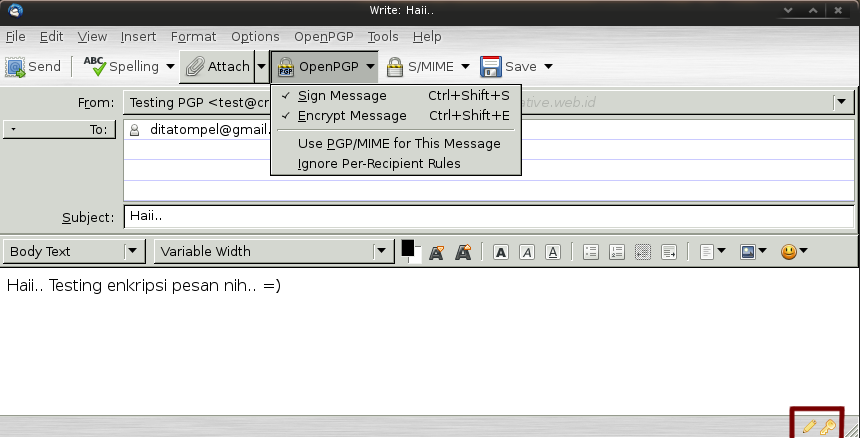 Write: Haii..
File Edit View Insert Format Options OpenPGP Tools Help
Send ABC Spelling Attach PGP OpenPGP S/MIME Save
Sign Message Ctrl+Shift+S
Encrypt Message Ctrl+Shift+E
Use PGP/MIME for This Message
Ignore Per-Recipient Rules
From: Testing PGP <test@cr ative.web.id
To: ditatompel@gmail.
Subject: Haii..
Body Text Variable Width A A A A A
Haii.. Testing enkripsi pesan nih.. =)